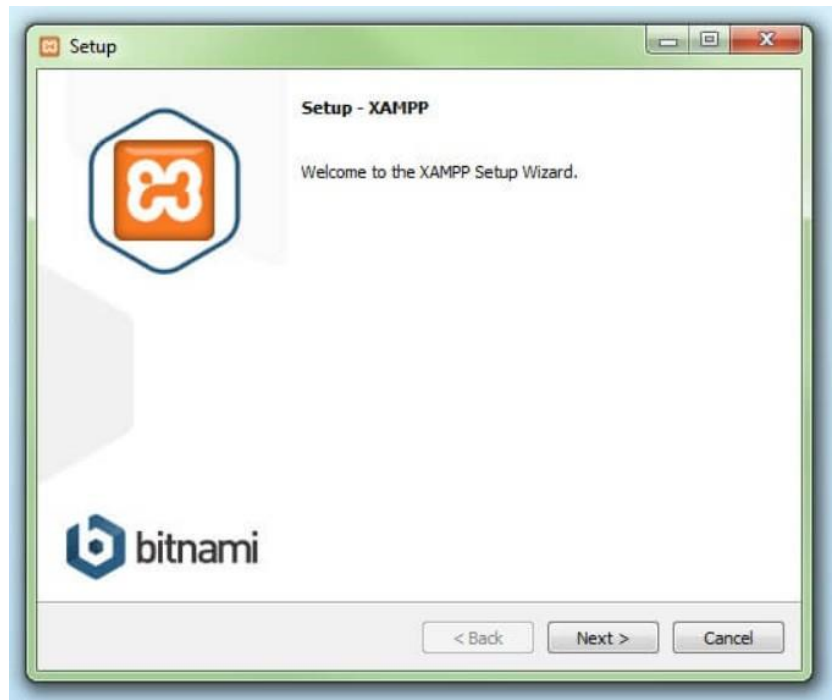 Setup
Setup - XAMPP
Welcome to the XAMPP Setup Wizard.
bitnami
< Back Next > Cancel